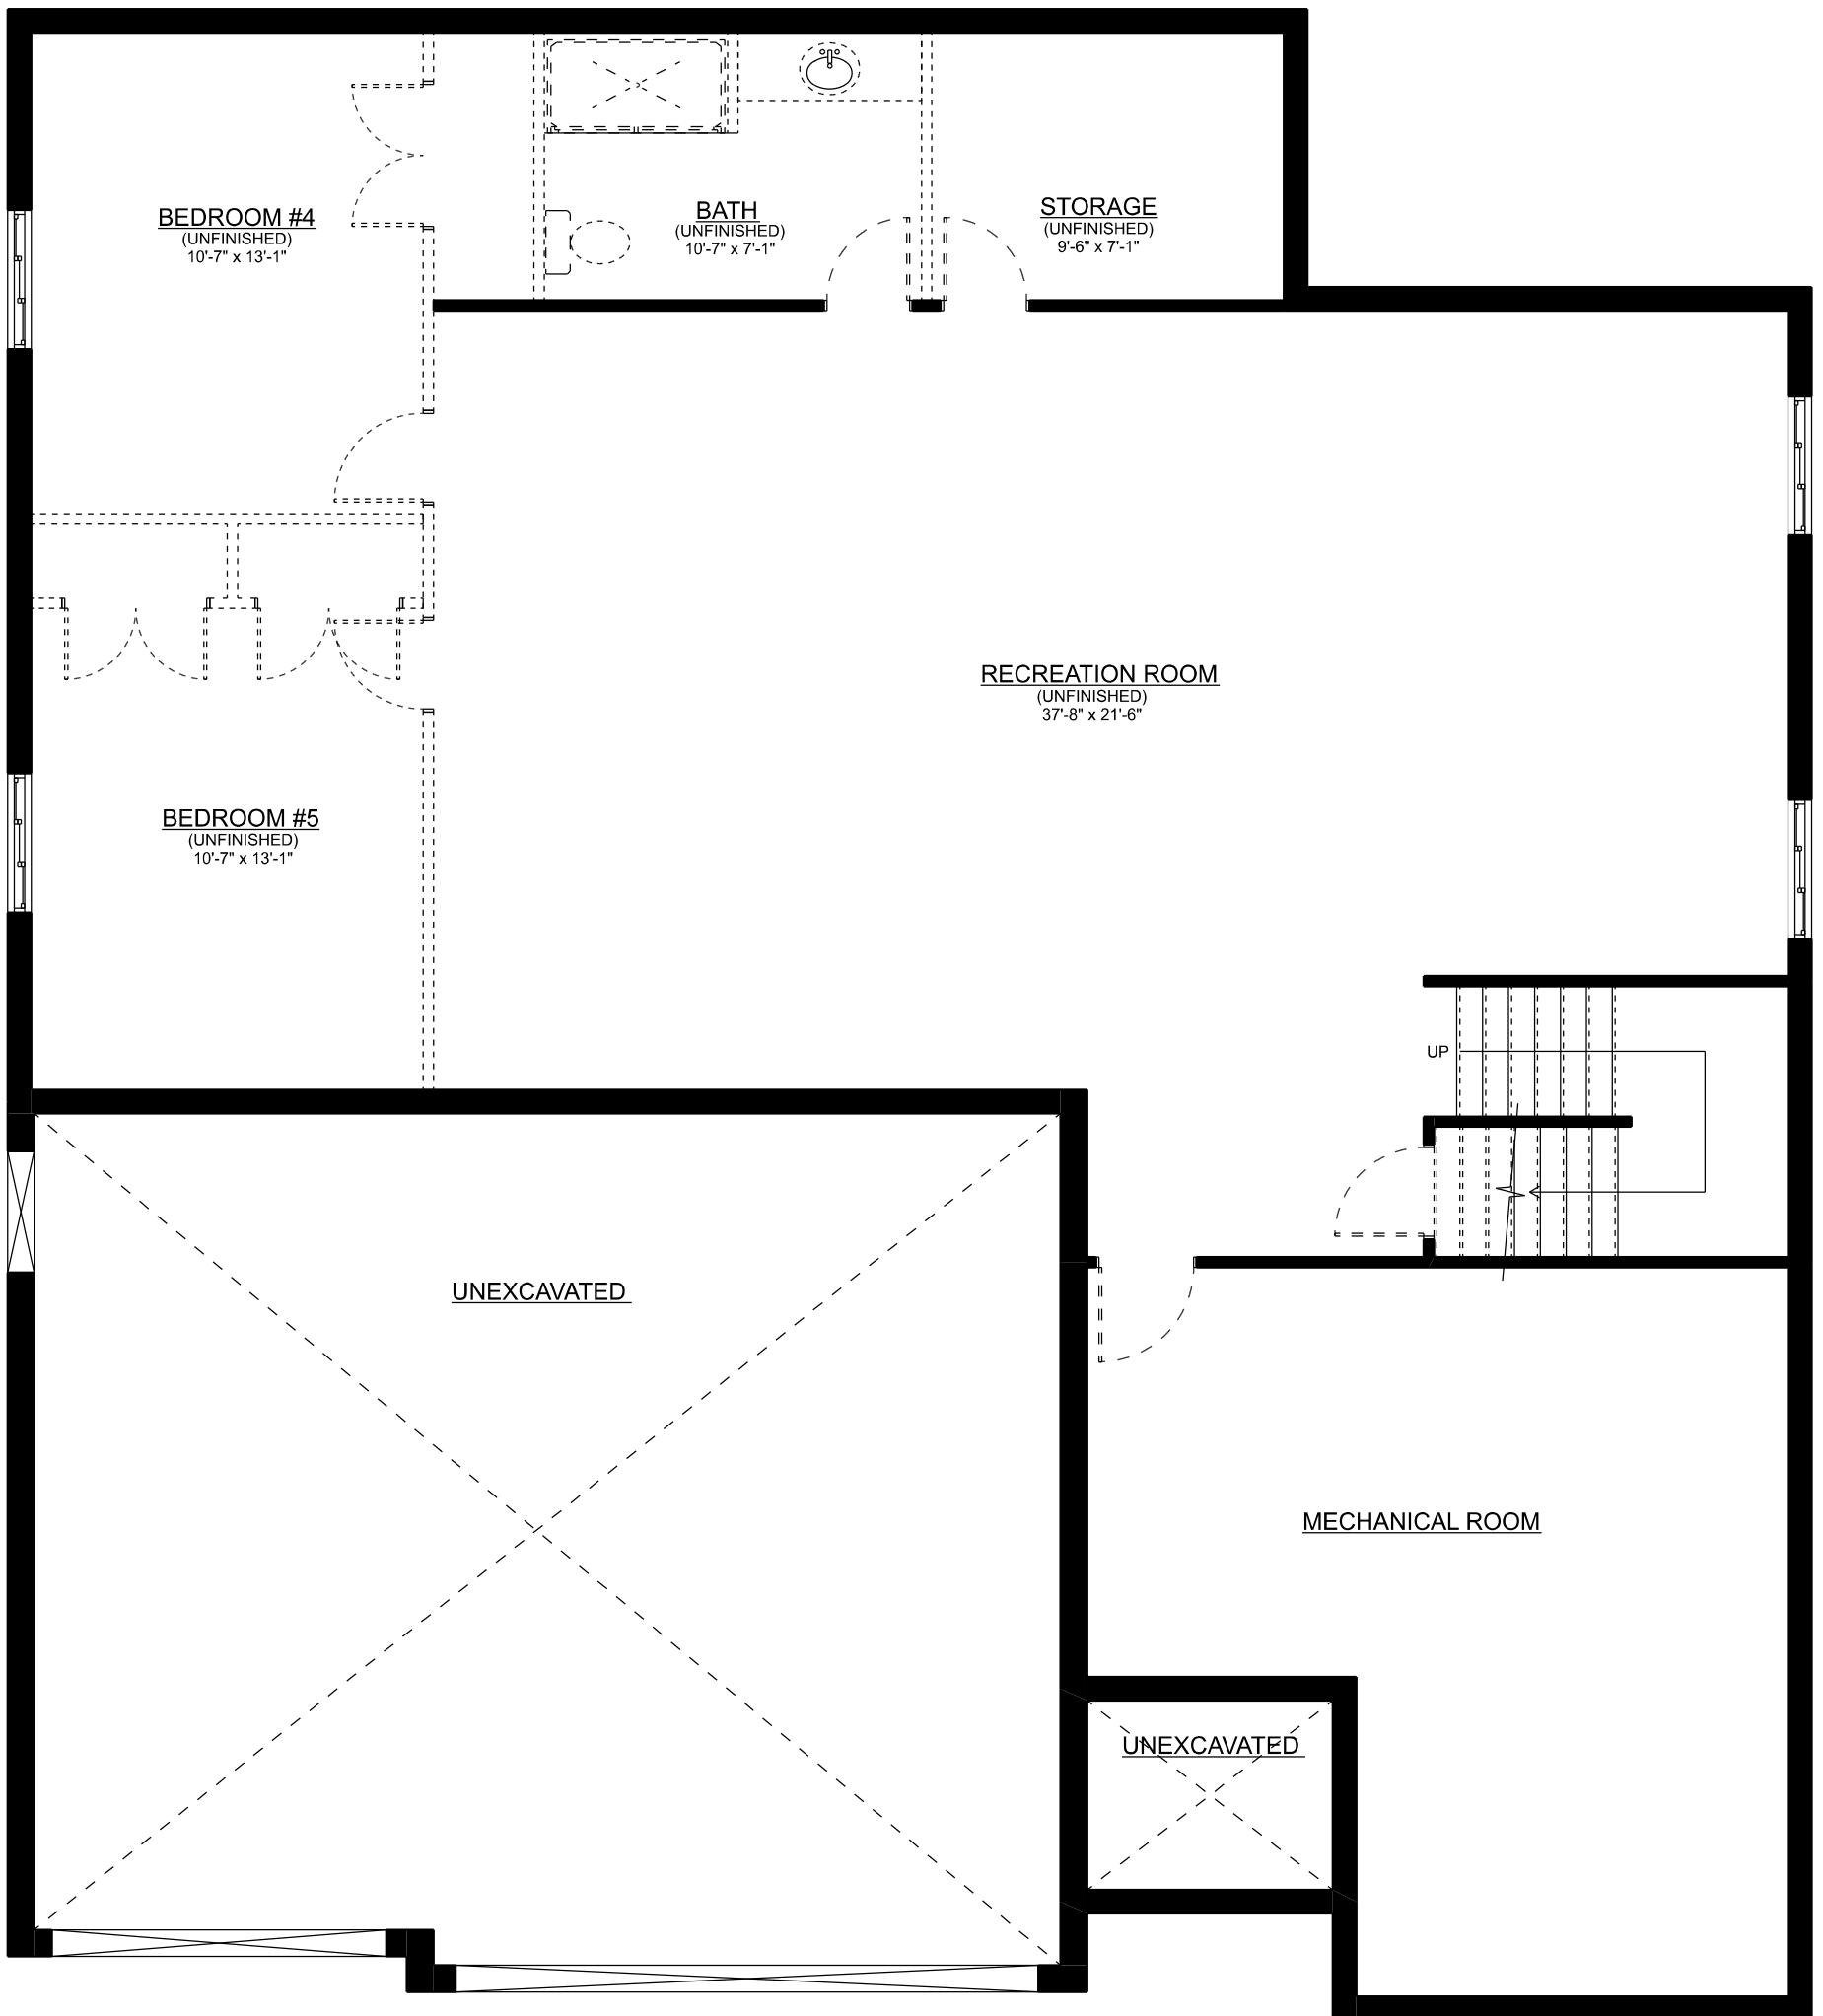 BEDROOM #4
(UNFINISHED)
10'-7" x 13'-1"
BATH
(UNFINISHED)
10'-7" x 7'-1"
STORAGE
(UNFINISHED)
9'-6" x 7'-1"
RECREATION ROOM
(UNFINISHED)
37'-8" x 21'-6"
BEDROOM #5
(UNFINISHED)
10'-7" x 13'-1"
UP
UNEXCAVATED
MECHANICAL ROOM
UNEXCAVATED